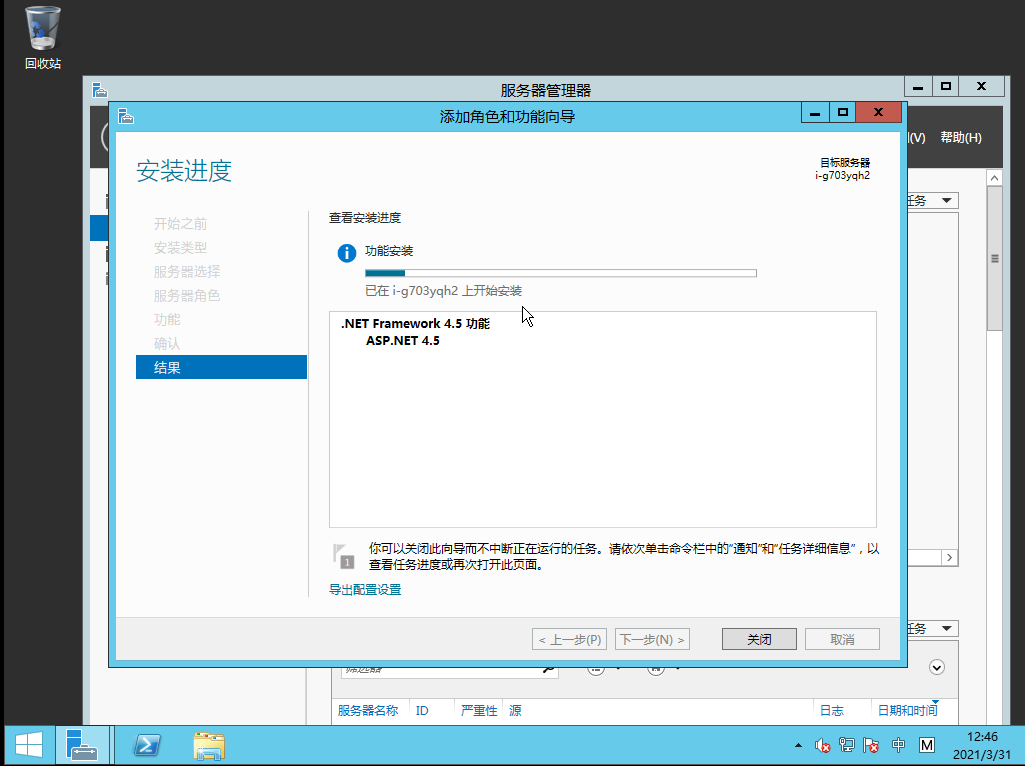 回收站
服务器管理器
添加角色和功能向导
(V) 帮助(H)
安装进度
目标服务器
i-g703yqh2
任务
开始之前
安装类型
服务器选择
服务器角色
功能
确认
结果
查看安装进度
功能安装
已在 i-g703yqh2 上开始安装
.NET Framework 4.5 功能
ASP.NET 4.5
1
你可以关闭此向导而不中断正在运行的任务。请依次单击命令栏中的“通知”和“任务详细信息”，以
查看任务进度或再次打开此页面。
导出配置设置
任务
< 上一步(P)
下一步(N) >
关闭
取消
筛选器
服务器名称 ID 严重性 源 日志 日期和时间
中 M
12:46
2021/3/31